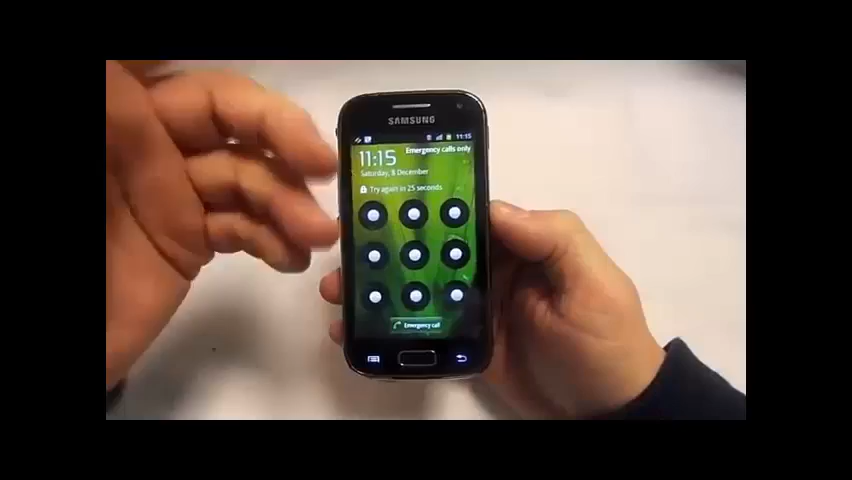 SAMSUNG
11:15
11:15
Emergency calls only
Saturday, 8 December
Try again in 25 seconds
Emergency call